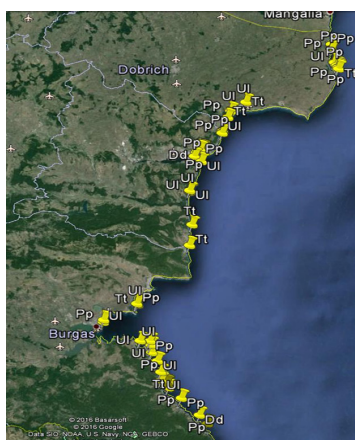 Mangalia
Pp Pp
Pp Pp
Ul
Pp Tt
Pp
Dobrich
Ul Ul
Pp Tt
Tt
Pp Pp Ul
Pp Pp
Dd
Pp Ul
Ul Ul
Ul
Tt
Tt
Ul
Tt Pp
Pp Ul
Burgas
Ul
Ul Pp
Ul
Tt Ul
Pp Pp
Dd
Pp
© 2016 Basarsoft
© 2016 Google
Data SIO, NOAA, U.S. Navy, NGA, GEBCO